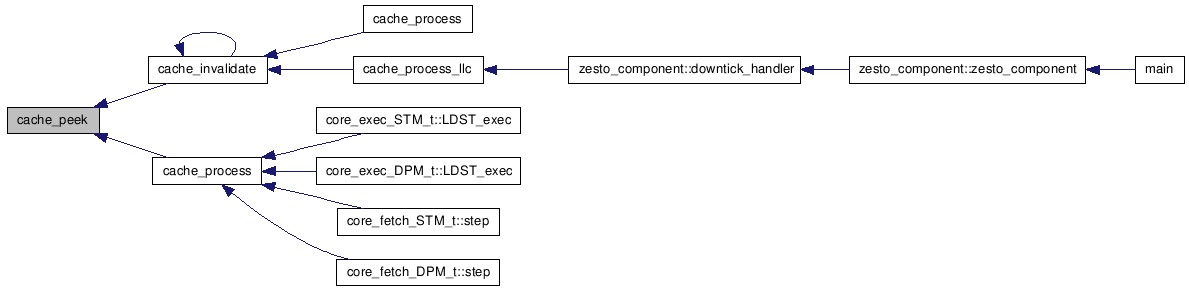 cache_process
cache_invalidate
cache_process_llc
zesto_component::downtick_handler
zesto_component::zesto_component
main
cache_peek
core_exec_STM_t::LDST_exec
cache_process
core_exec_DPM_t::LDST_exec
core_fetch_STM_t::step
core_fetch_DPM_t::step